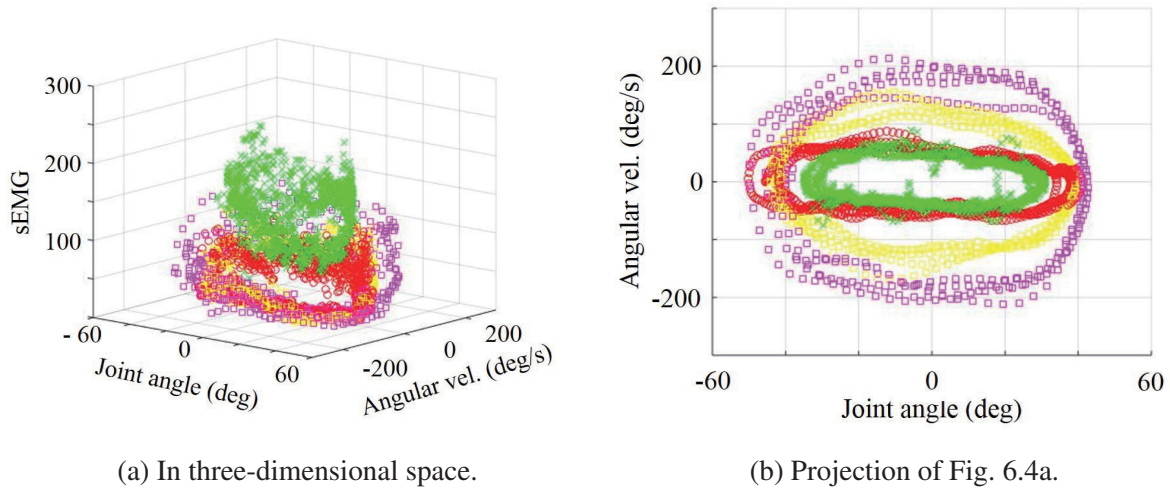 300
200
100
sEMG
- 60
0
60
Joint angle (deg)
-200
0
200
Angular vel. (deg/s)
(a) In three-dimensional space.
200
0
-200
Angular vel. (deg/s)
-60
0
60
Joint angle (deg)
(b) Projection of Fig. 6.4a.